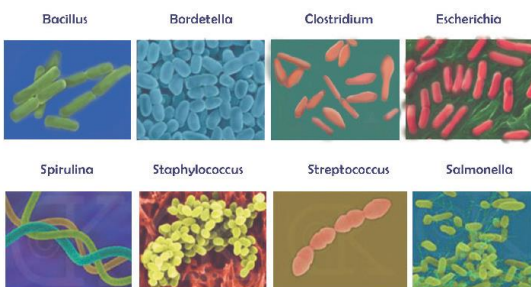 Bacillus Bordetella Clostridium Escherichia
Spirulina Staphylococcus Streptococcus Salmonella